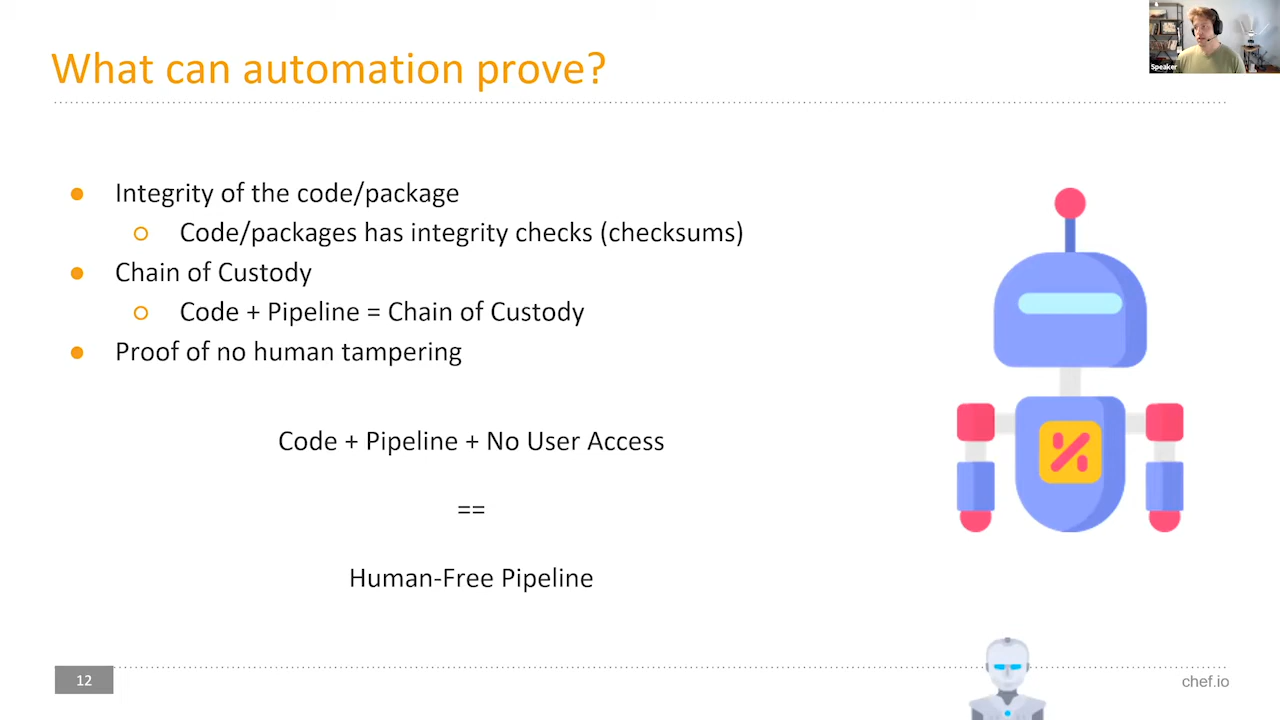 What can automation prove?
Speaker
Integrity of the code/package
Code/packages has integrity checks (checksums)
Chain of Custody
Code + Pipeline = Chain of Custody
Proof of no human tampering
Code + Pipeline + No User Access
==
Human-Free Pipeline
12
chef.io